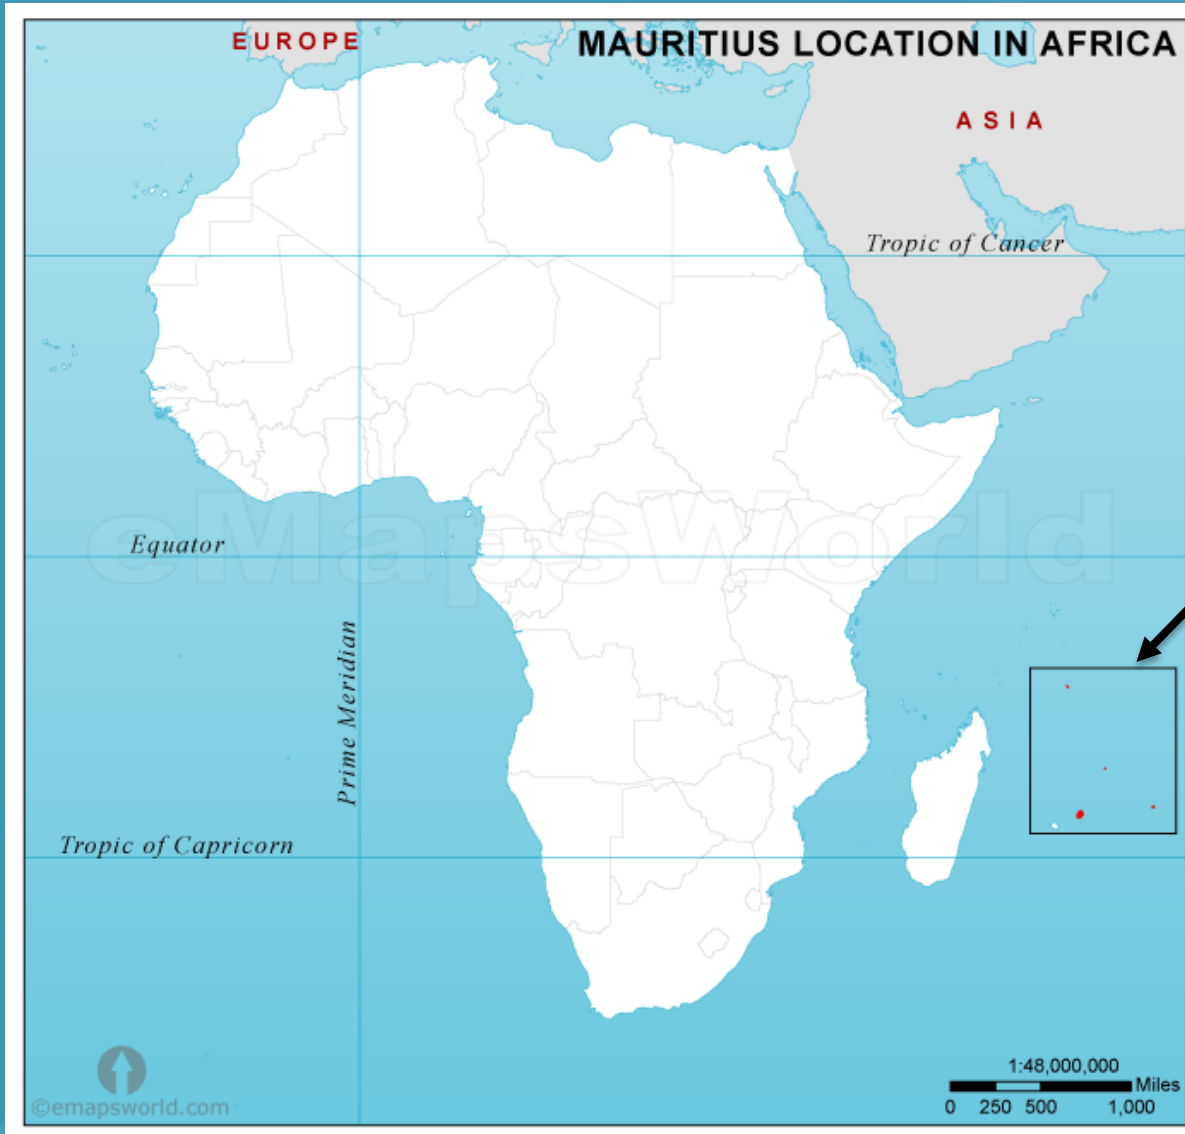 EUROPE
MAURITIUS LOCATION IN AFRICA
ASIA
Tropic of Cancer
eMapsWorld
Equator
Prime Meridian
Tropic of Capricorn
1:48,000,000
Miles
0 250 500 1,000
©emapsworld.com